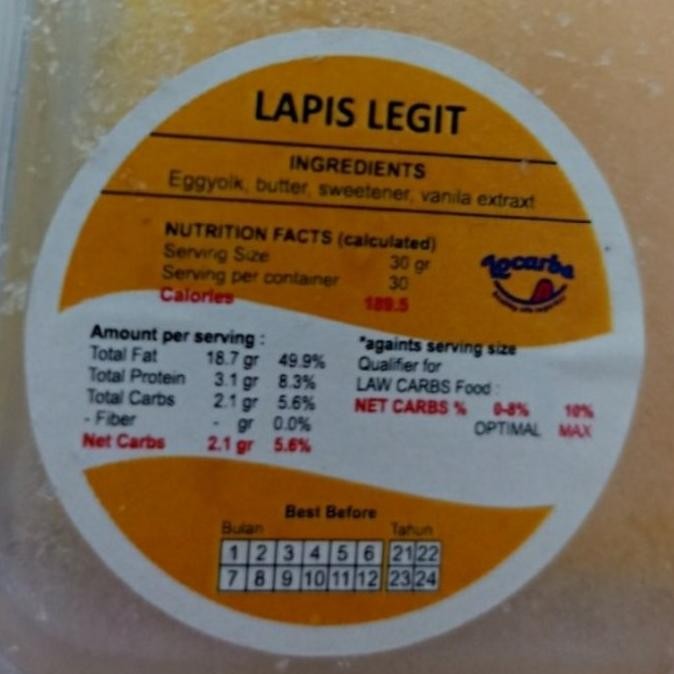 LAPIS LEGIT
INGREDIENTS
Eggyolk, butter, sweetener, vanila extraxt
NUTRITION FACTS (calculated)
Serving Size 30 gr
Serving per container 30
Calories 189.5
Locarbs
Amount per serving :
Total Fat 18.7 gr 49.9%
Total Protein 3.1 gr 8.3%
Total Carbs 2.1 gr 5.6%
- Fiber - gr 0.0%
Net Carbs 2.1 gr 5.6%
*againts serving size
Qualifier for
LAW CARBS Food :
NET CARBS % 0-8% 10%
OPTIMAL MAX
Best Before
Bulan Tahun
1 2 3 4 5 6 21 22
7 8 9 10 11 12 23 24